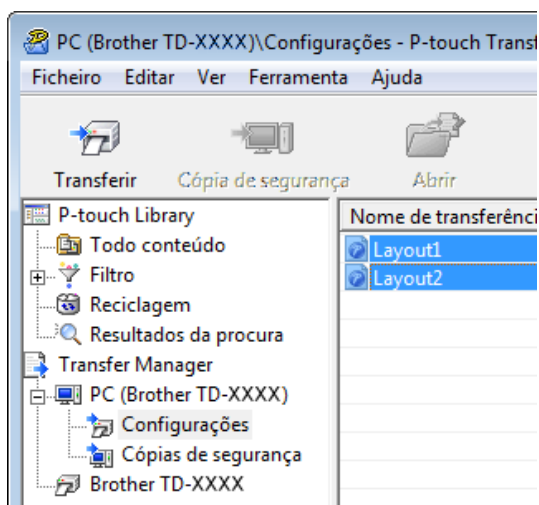 PC (Brother TD-XXXX)\Configurações - P-touch Transf
Ficheiro Editar Ver Ferramenta Ajuda
Transferir Cópia de segurança Abrir
P-touch Library
Todo conteúdo
Filtro
Reciclagem
Resultados da procura
Transfer Manager
PC (Brother TD-XXXX)
Configurações
Cópias de segurança
Brother TD-XXXX
Nome de transferênci
Layout1
Layout2